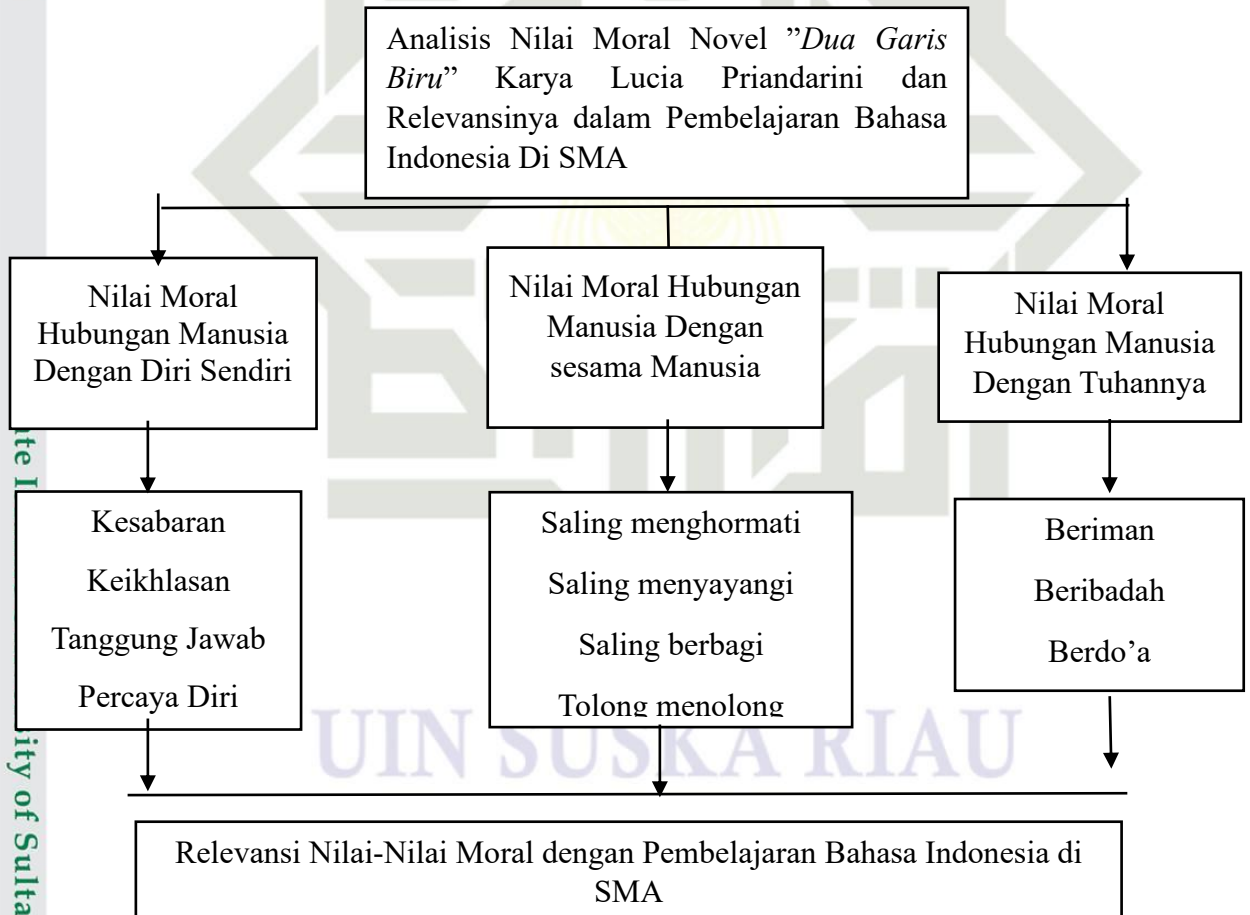 Analisis Nilai Moral Novel ”Dua Garis
Biru” Karya Lucia Priandarini dan
Relevansinya dalam Pembelajaran Bahasa
Indonesia Di SMA
Nilai Moral
Hubungan Manusia
Dengan Diri Sendiri
Nilai Moral Hubungan
Manusia Dengan
sesama Manusia
Nilai Moral
Hubungan Manusia
Dengan Tuhannya
Kesabaran
Keikhlasan
Tanggung Jawab
Percaya Diri
Saling menghormati
Saling menyayangi
Saling berbagi
Tolong menolong
Beriman
Beribadah
Berdo’a
Relevansi Nilai-Nilai Moral dengan Pembelajaran Bahasa Indonesia di
SMA
UIN SUSKA RIAU
of